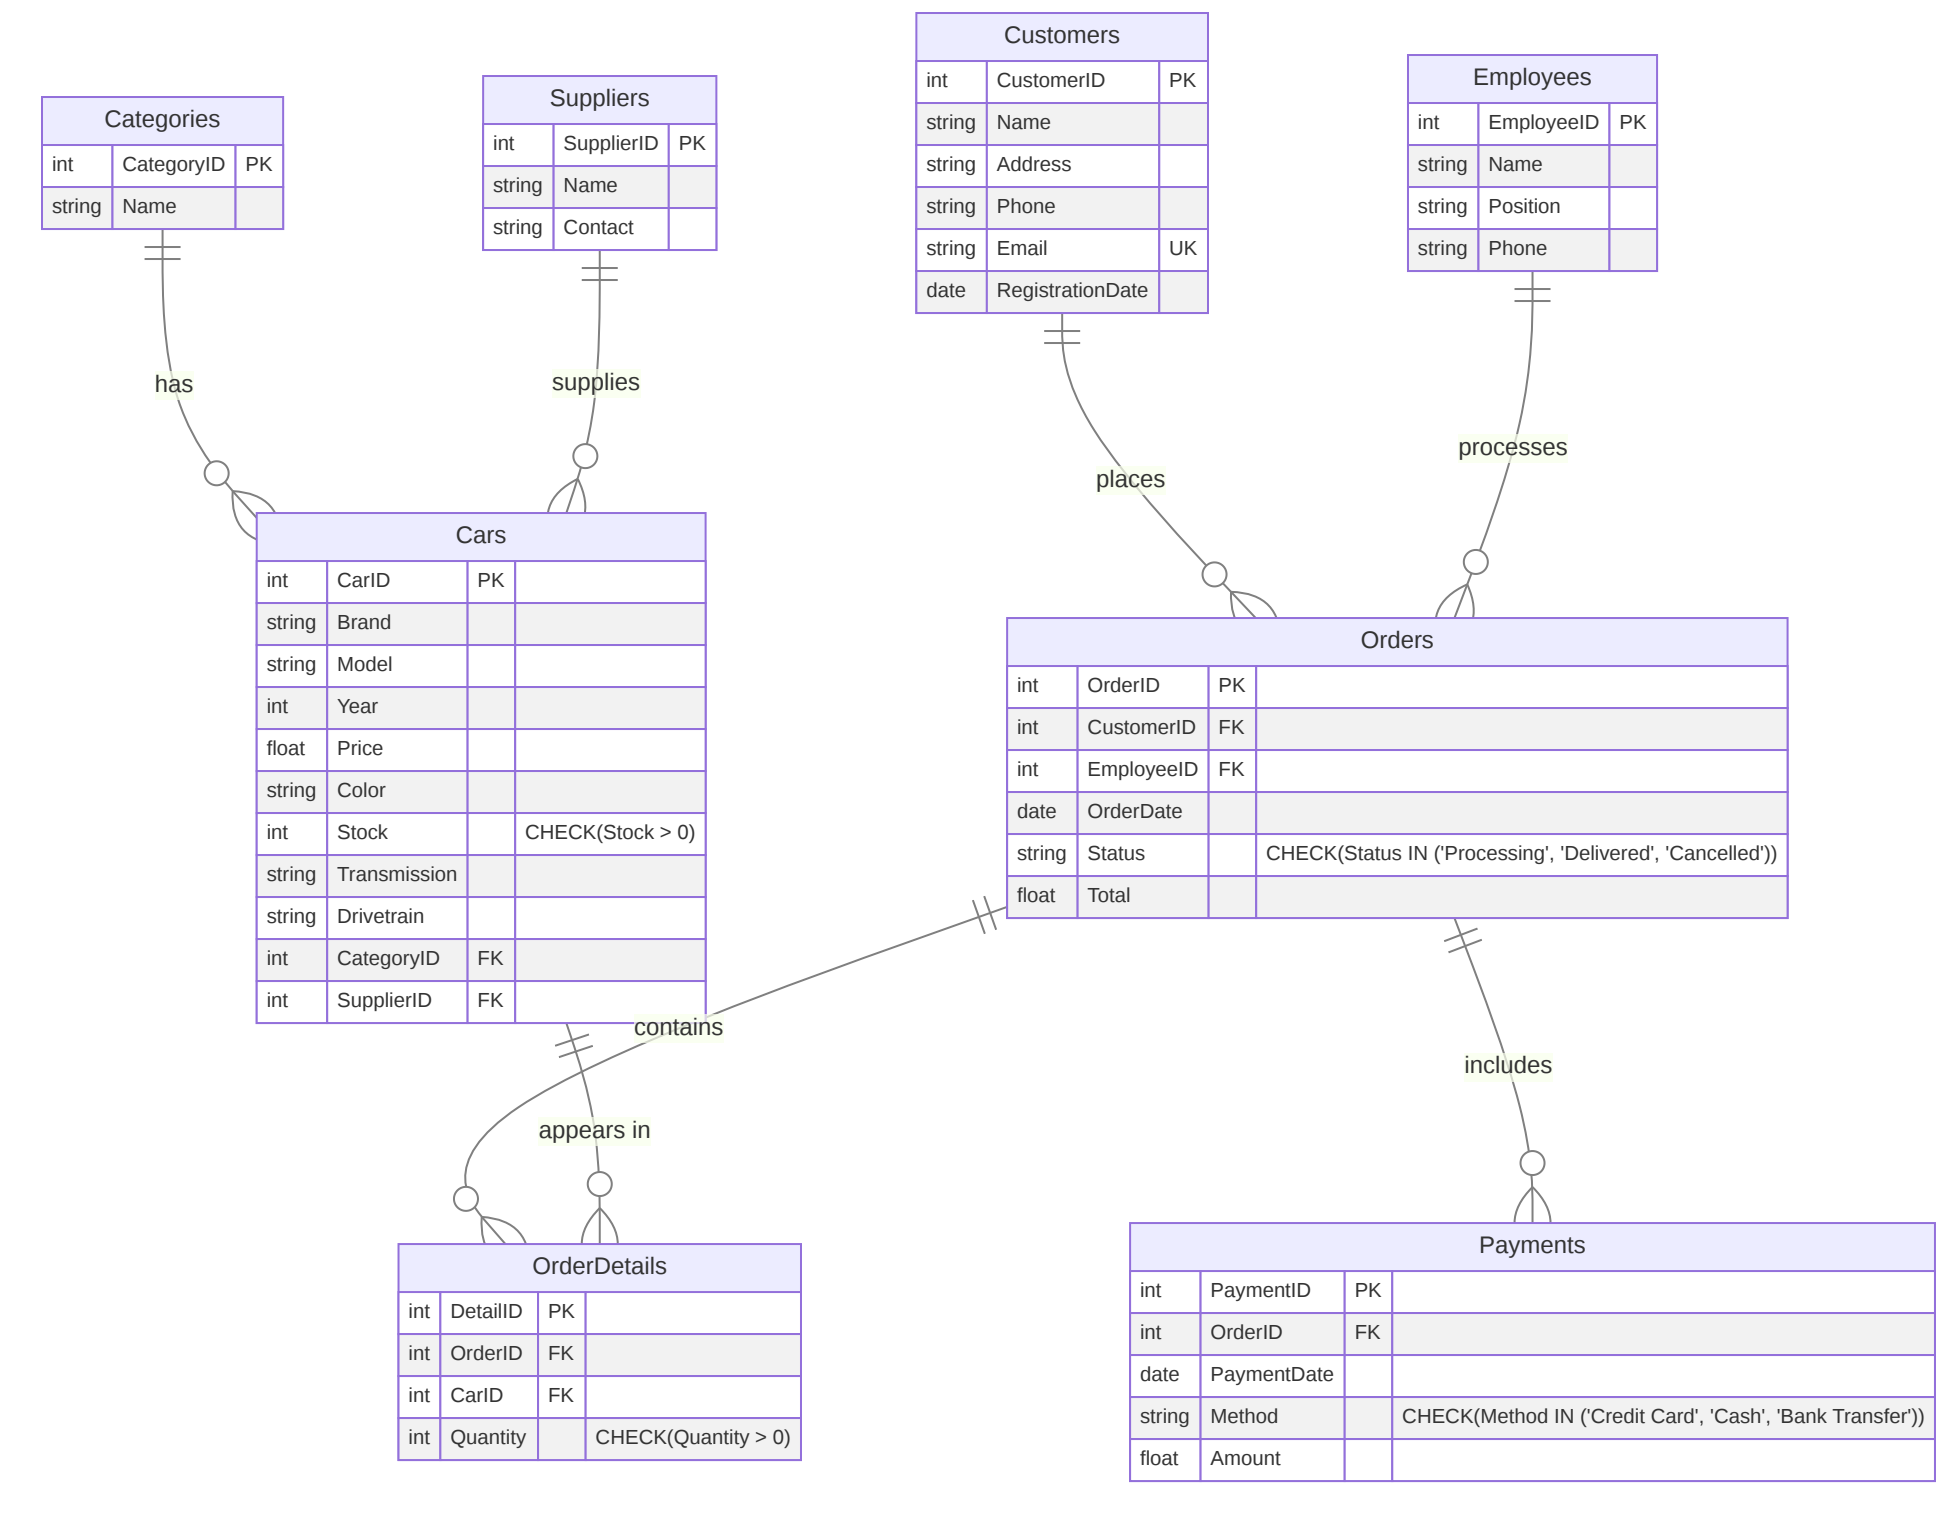 Customers
int CustomerID PK
string Name
string Address
string Phone
string Email UK
date RegistrationDate
Employees
int EmployeeID PK
string Name
string Position
string Phone
Suppliers
int SupplierID PK
string Name
string Contact
Categories
int CategoryID PK
string Name
has
supplies
places
processes
Cars
int CarID PK
string Brand
string Model
int Year
float Price
string Color
int Stock CHECK(Stock > 0)
string Transmission
string Drivetrain
int CategoryID FK
int SupplierID FK
Orders
int OrderID PK
int CustomerID FK
int EmployeeID FK
date OrderDate
string Status CHECK(Status IN ('Processing', 'Delivered', 'Cancelled'))
float Total
contains
appears in
includes
OrderDetails
int DetailID PK
int OrderID FK
int CarID FK
int Quantity CHECK(Quantity > 0)
Payments
int PaymentID PK
int OrderID FK
date PaymentDate
string Method CHECK(Method IN ('Credit Card', 'Cash', 'Bank Transfer'))
float Amount